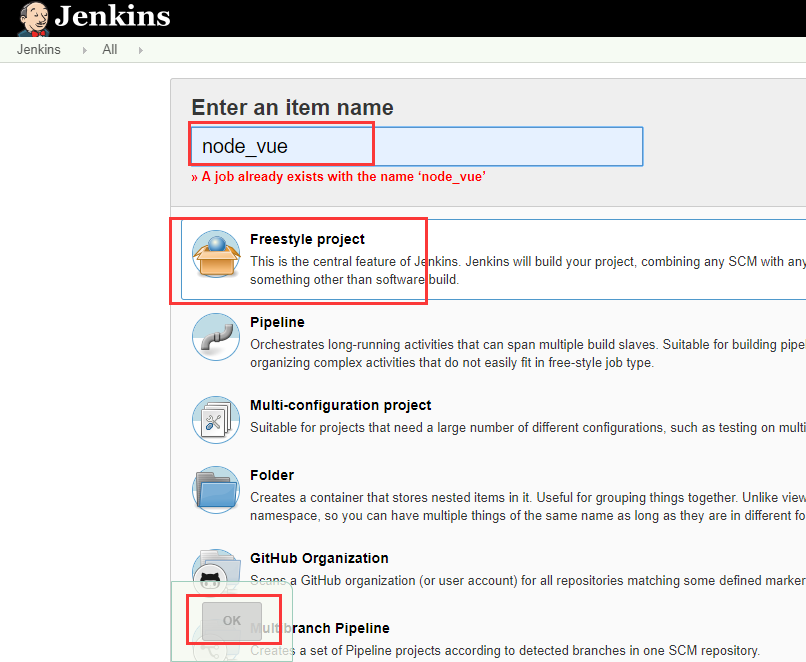 Jenkins
Jenkins All
Enter an item name
node_vue
» A job already exists with the name ‘node_vue’
Freestyle project
This is the central feature of Jenkins. Jenkins will build your project, combining any SCM with any
something other than software build.
Pipeline
Orchestrates long-running activities that can span multiple build slaves. Suitable for building pipel
organizing complex activities that do not easily fit in free-style job type.
Multi-configuration project
Suitable for projects that need a large number of different configurations, such as testing on multi
Folder
Creates a container that stores nested items in it. Useful for grouping things together. Unlike view
namespace, so you can have multiple things of the same name as long as they are in different fo
GitHub Organization
Scans a GitHub organization (or user account) for all repositories matching some defined marker
OK
Multibranch Pipeline
Creates a set of Pipeline projects according to detected branches in one SCM repository.